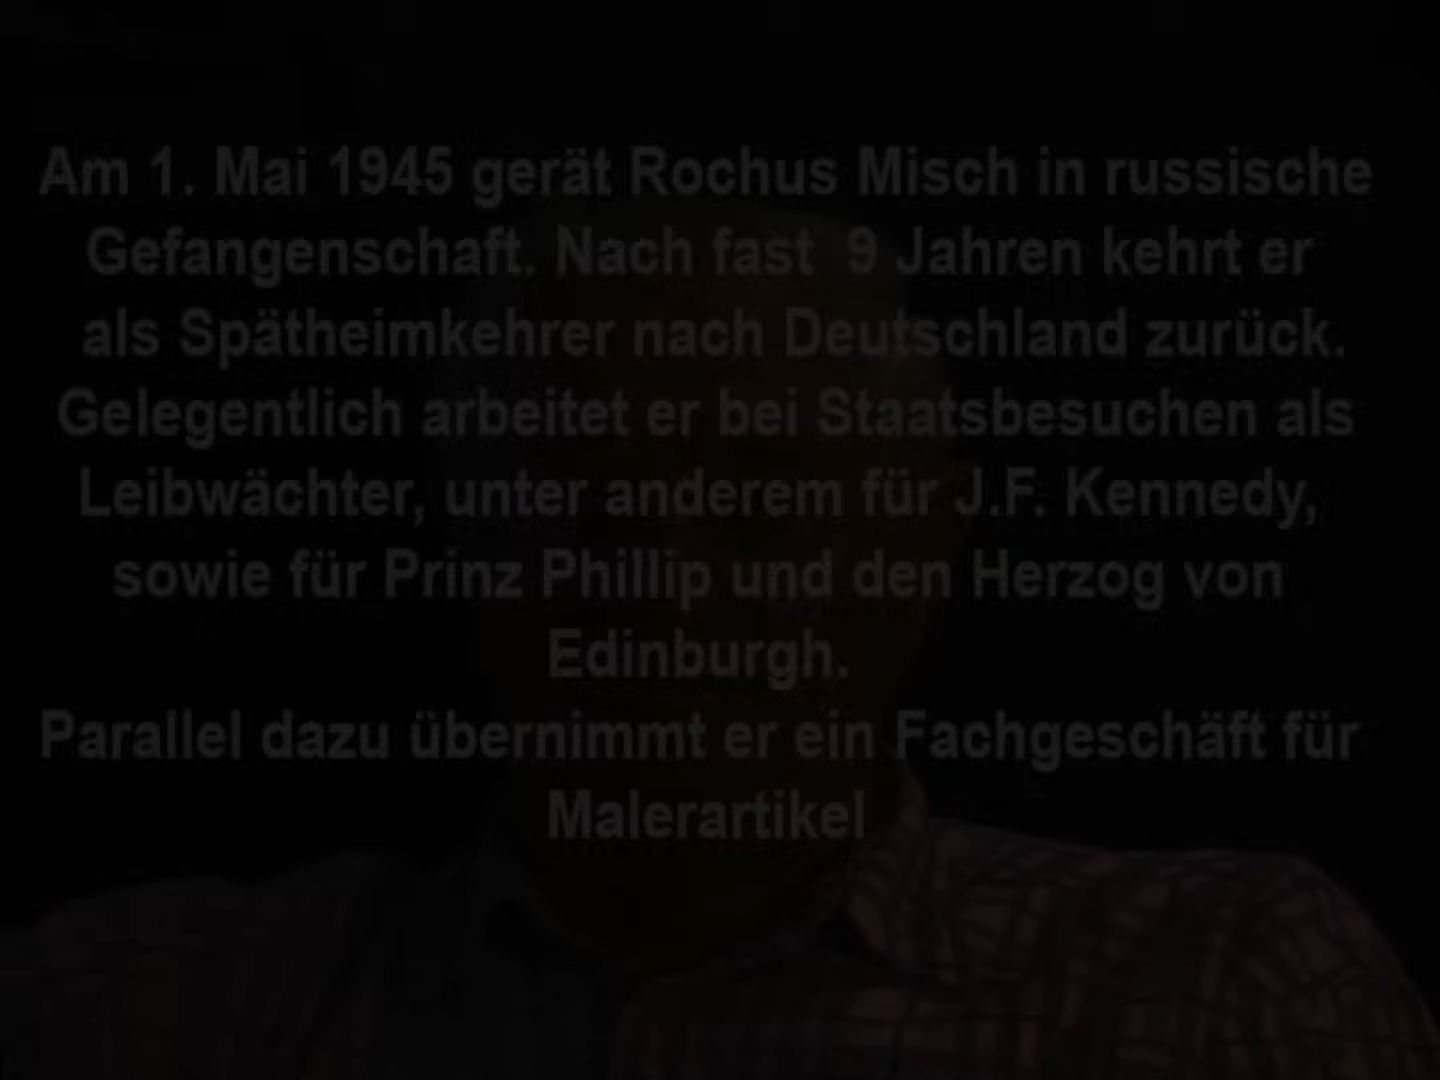 Am 1. Mai 1945 gerät Rochus Misch in russische
Gefangenschaft. Nach fast 9 Jahren kehrt er
als Spätheimkehrer nach Deutschland zurück.
Gelegentlich arbeitet er bei Staatsbesuchen als
Leibwächter, unter anderem für J.F. Kennedy,
sowie für Prinz Phillip und den Herzog von
Edinburgh.
Parallel dazu übernimmt er ein Fachgeschäft für
Malerartikel